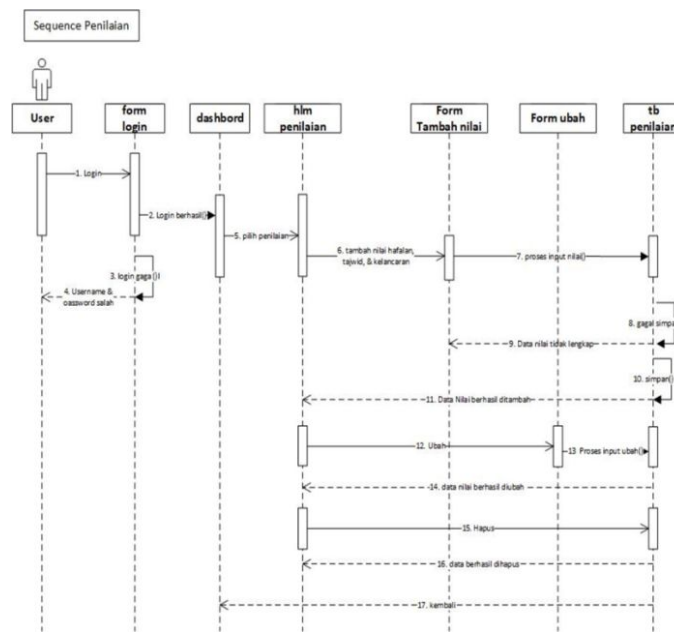 Sequence Penilaian
User
form
login
dashbord
hlm
penilaian
Form
Tambah nilai
Form ubah
tb
penilaian
1. Login
2. Login berhasil()
5. pilih penilaian
6. tambah nilai hafalan,
tajwid, & kelancaran
7. proses input nilai()
3. login gagal()
4. Username &
password salah
8. gagal simpan
9. Data nilai tidak lengkap
10. simpan()
11. Data Nilai berhasil ditambah
12. Ubah
13 Proses input ubah()
14. data nilai berhasil diubah
15. Hapus
16. data berhasil dihapus
17. kembali